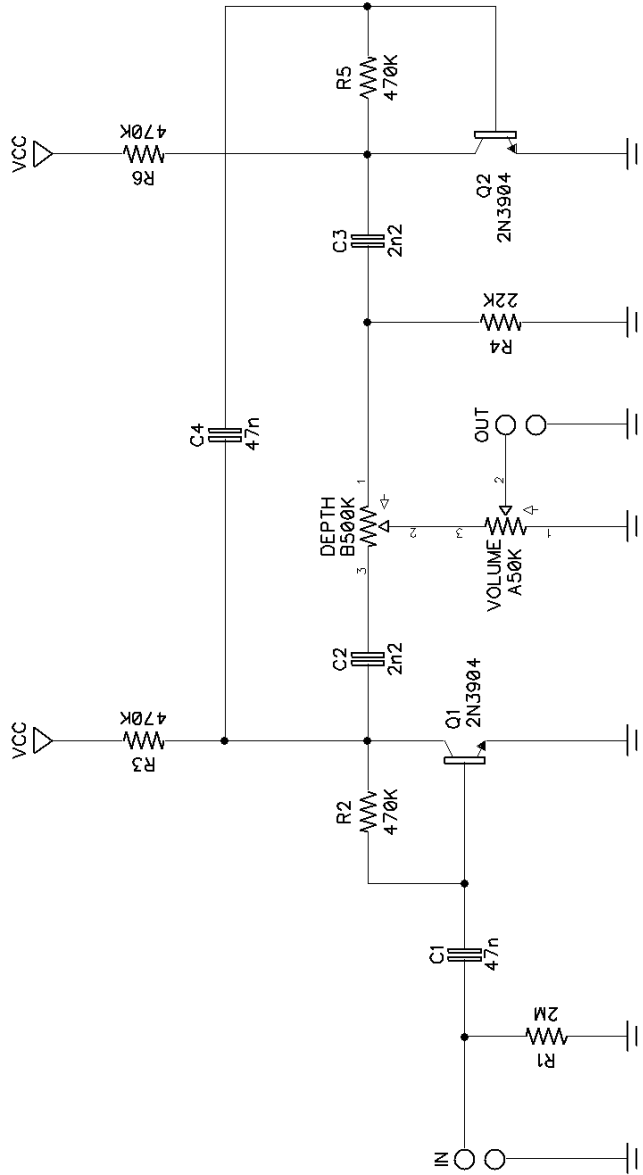 VCC
R6
470K
R5
470K
Q2
2N3904
C3
2n2
R4
22K
C4
47n
OUT
DEPTH
B500K
1
2
3
VOLUME
A50K
1
2
3
C2
2n2
VCC
R3
470K
Q1
2N3904
R2
470K
C1
47n
R1
2M
IN